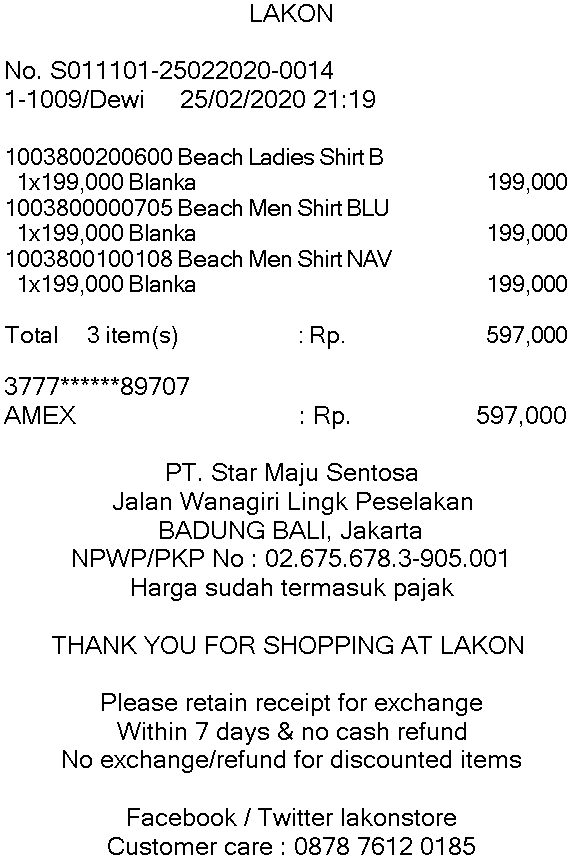 LAKON
No. S011101-25022020-0014
1-1009/Dewi 25/02/2020 21:19
1003800200600 Beach Ladies Shirt B
1x199,000 Blanka 199,000
1003800000705 Beach Men Shirt BLU
1x199,000 Blanka 199,000
1003800100108 Beach Men Shirt NAV
1x199,000 Blanka 199,000
Total 3 item(s) : Rp. 597,000
3777******89707
AMEX : Rp. 597,000
PT. Star Maju Sentosa
Jalan Wanagiri Lingk Peselakan
BADUNG BALI, Jakarta
NPWP/PKP No : 02.675.678.3-905.001
Harga sudah termasuk pajak
THANK YOU FOR SHOPPING AT LAKON
Please retain receipt for exchange
Within 7 days & no cash refund
No exchange/refund for discounted items
Facebook / Twitter lakonstore
Customer care : 0878 7612 0185